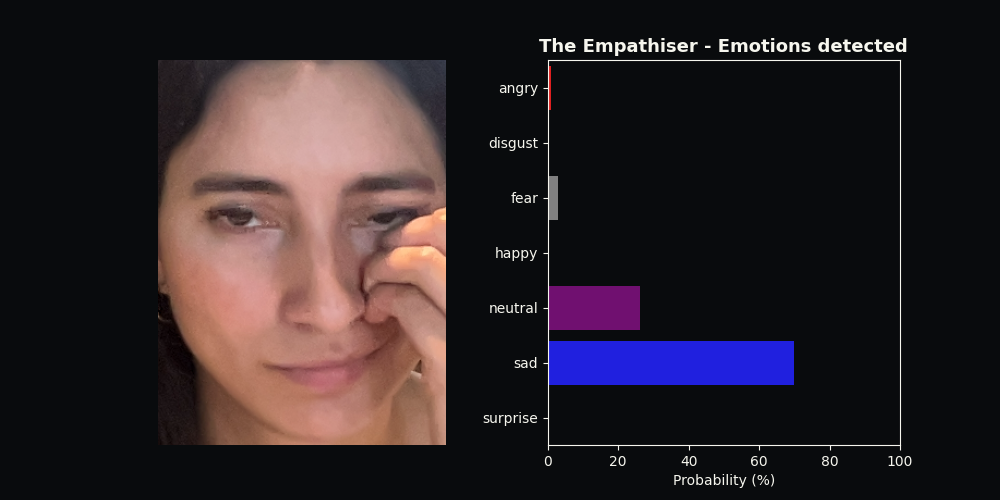 The Empathiser - Emotions detected
angry
disgust
fear
happy
neutral
sad
surprise
0 20 40 60 80 100
Probability (%)